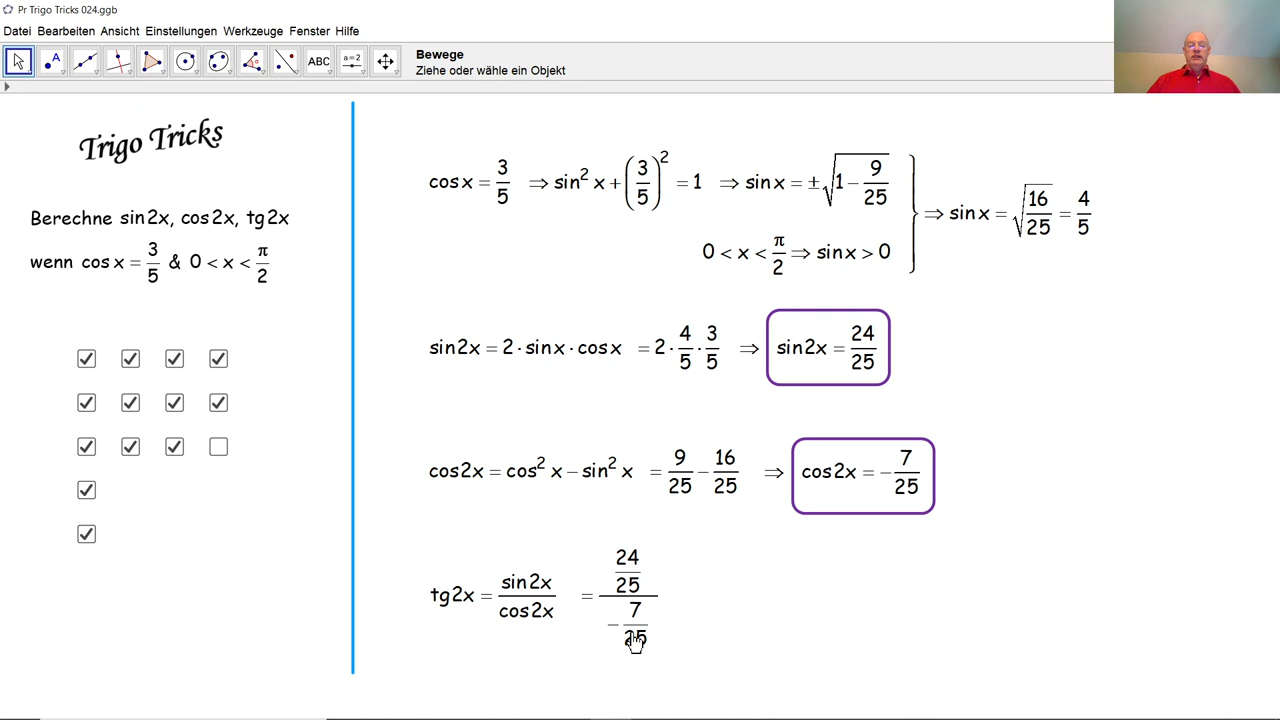 Pr Trigo Tricks 024.ggb
Datei Bearbeiten Ansicht Einstellungen Werkzeuge Fenster Hilfe
A ABC a=2 Bewege
Ziehe oder wähle ein Objekt
Trigo Tricks
Berechne sin2x, cos2x, tg2x
wenn cos x = 3/5 & 0 < x < π/2
cos x = 3/5 ⇒ sin² x + (3/5)² = 1 ⇒ sin x = ±√(1 − 9/25)
0 < x < π/2 ⇒ sin x > 0
⇒ sin x = √(16/25) = 4/5
sin2x = 2 · sin x · cos x = 2 · 4/5 · 3/5 ⇒ sin2x = 24/25
cos2x = cos² x − sin² x = 9/25 − 16/25 ⇒ cos2x = − 7/25
tg2x = sin2x/cos2x = (24/25)/(− 7/25)